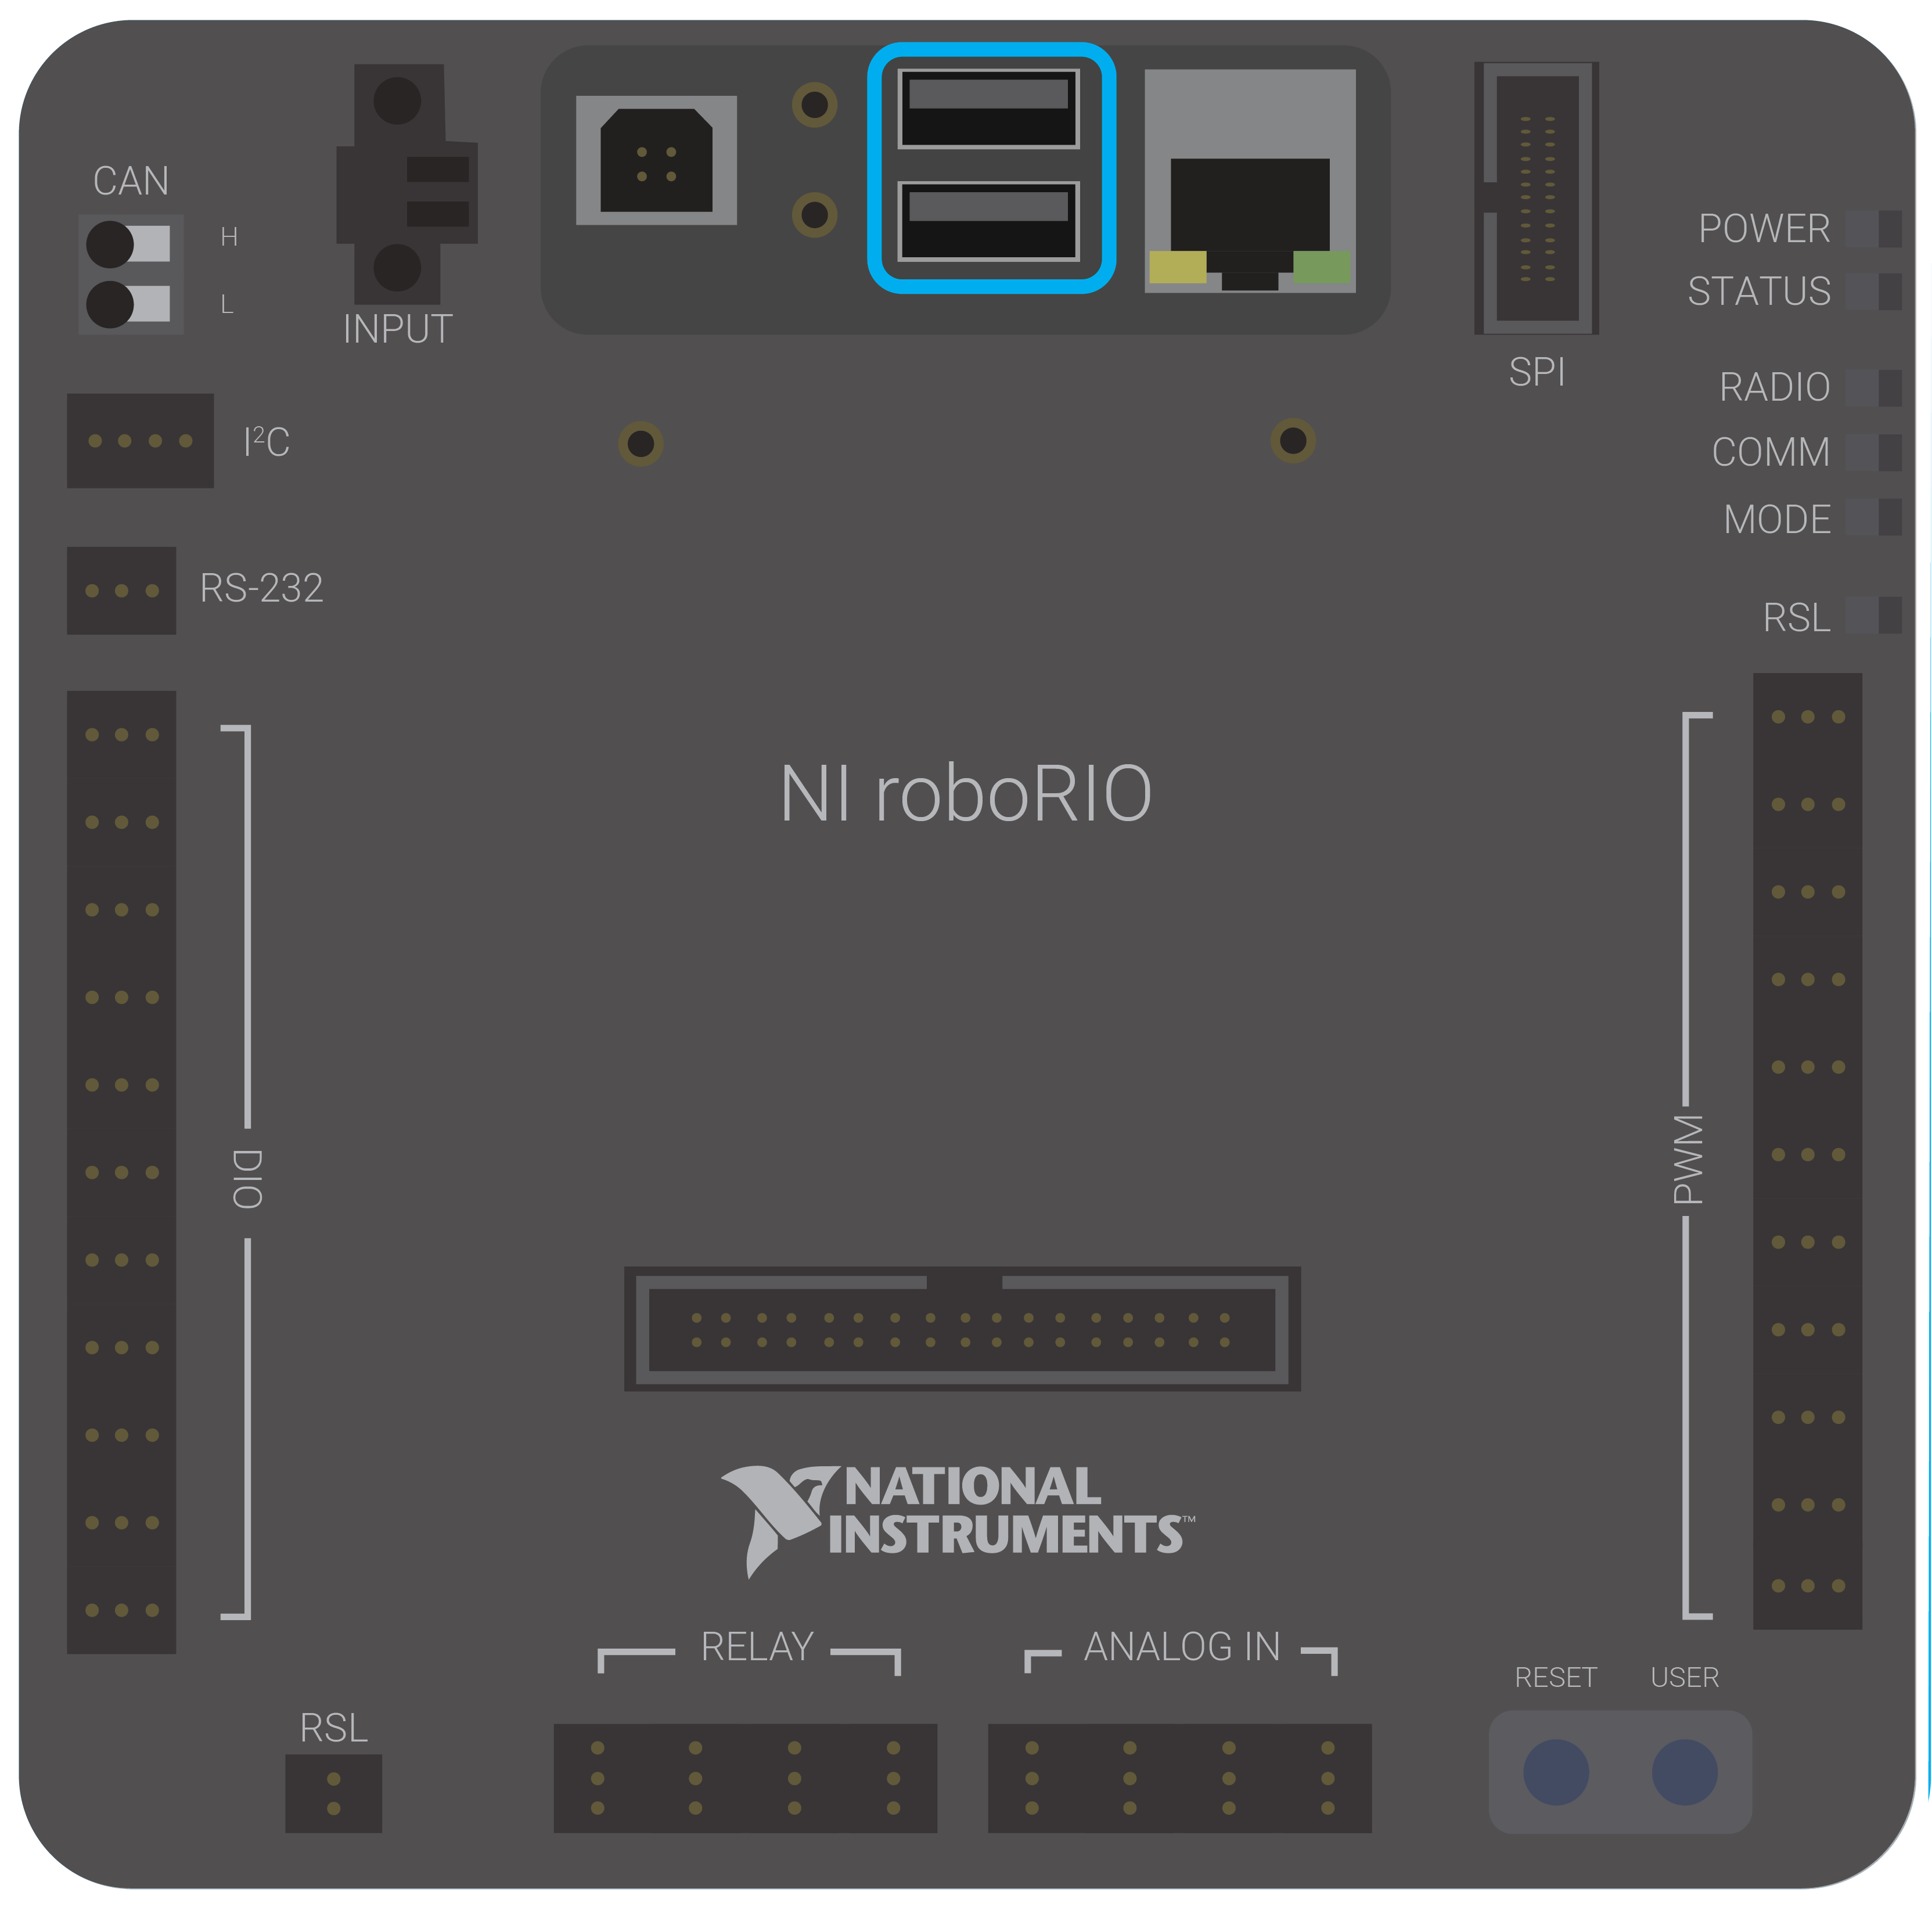 CAN
H
L
INPUT
I²C
RS-232
SPI
POWER
STATUS
RADIO
COMM
MODE
RSL
NI roboRIO
DIO
PWM
NATIONAL
INSTRUMENTS™
RELAY
ANALOG IN
RSL
RESET
USER